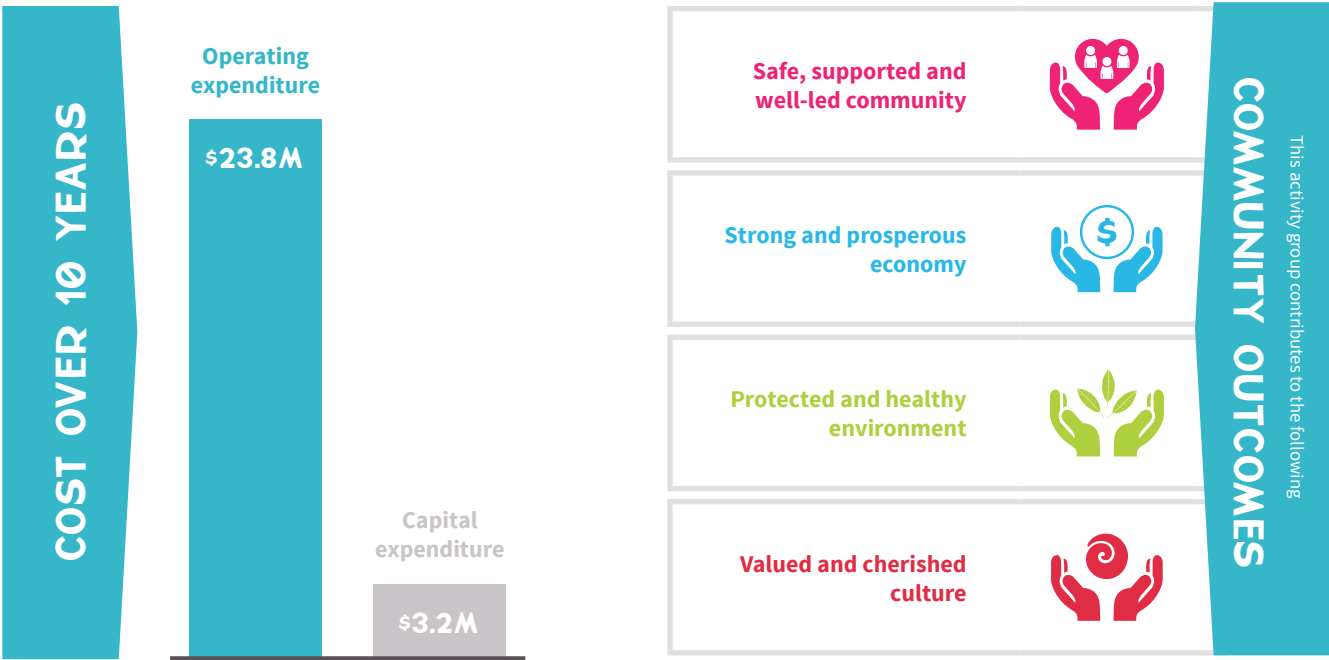 COST OVER 10 YEARS
Operating
expenditure
$23.8M
Capital
expenditure
$3.2M
Safe, supported and
well-led community
Strong and prosperous
economy
$
Protected and healthy
environment
Valued and cherished
culture
This activity group contributes to the following
COMMUNITY OUTCOMES